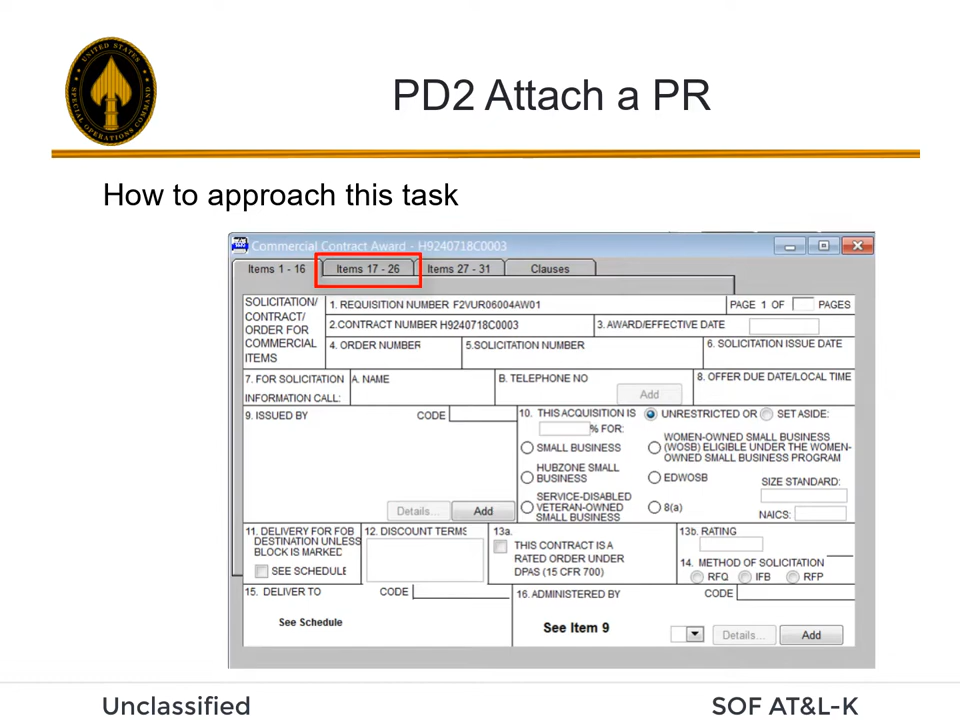 UNITED STATES
SPECIAL OPERATIONS COMMAND
PD2 Attach a PR
How to approach this task
Commercial Contract Award - H9240718C0003
Items 1 - 16
Items 17 - 26
Items 27 - 31
Clauses
SOLICITATION/
CONTRACT/
ORDER FOR
COMMERCIAL
ITEMS
1. REQUISITION NUMBER F2VUR06004AW01
PAGE 1 OF
PAGES
2.CONTRACT NUMBER H9240718C0003
3. AWARD/EFFECTIVE DATE
4. ORDER NUMBER
5.SOLICITATION NUMBER
6. SOLICITATION ISSUE DATE
7. FOR SOLICITATION
INFORMATION CALL:
A. NAME
B. TELEPHONE NO
Add
8. OFFER DUE DATE/LOCAL TIME
9. ISSUED BY
CODE
Details...
Add
10. THIS ACQUISITION IS
UNRESTRICTED OR
SET ASIDE:
% FOR:
SMALL BUSINESS
HUBZONE SMALL
BUSINESS
SERVICE-DISABLED
VETERAN-OWNED
SMALL BUSINESS
WOMEN-OWNED SMALL BUSINESS
(WOSB) ELIGIBLE UNDER THE WOMEN-
OWNED SMALL BUSINESS PROGRAM
EDWOSB
8(a)
SIZE STANDARD:
NAICS:
11. DELIVERY FOR FOB
DESTINATION UNLESS
BLOCK IS MARKED
SEE SCHEDULE
12. DISCOUNT TERMS
13a.
THIS CONTRACT IS A
RATED ORDER UNDER
DPAS (15 CFR 700)
13b. RATING
14. METHOD OF SOLICITATION
RFQ
IFB
RFP
15. DELIVER TO
CODE
See Schedule
16. ADMINISTERED BY
CODE
See Item 9
Details...
Add
Unclassified
SOF AT&L-K